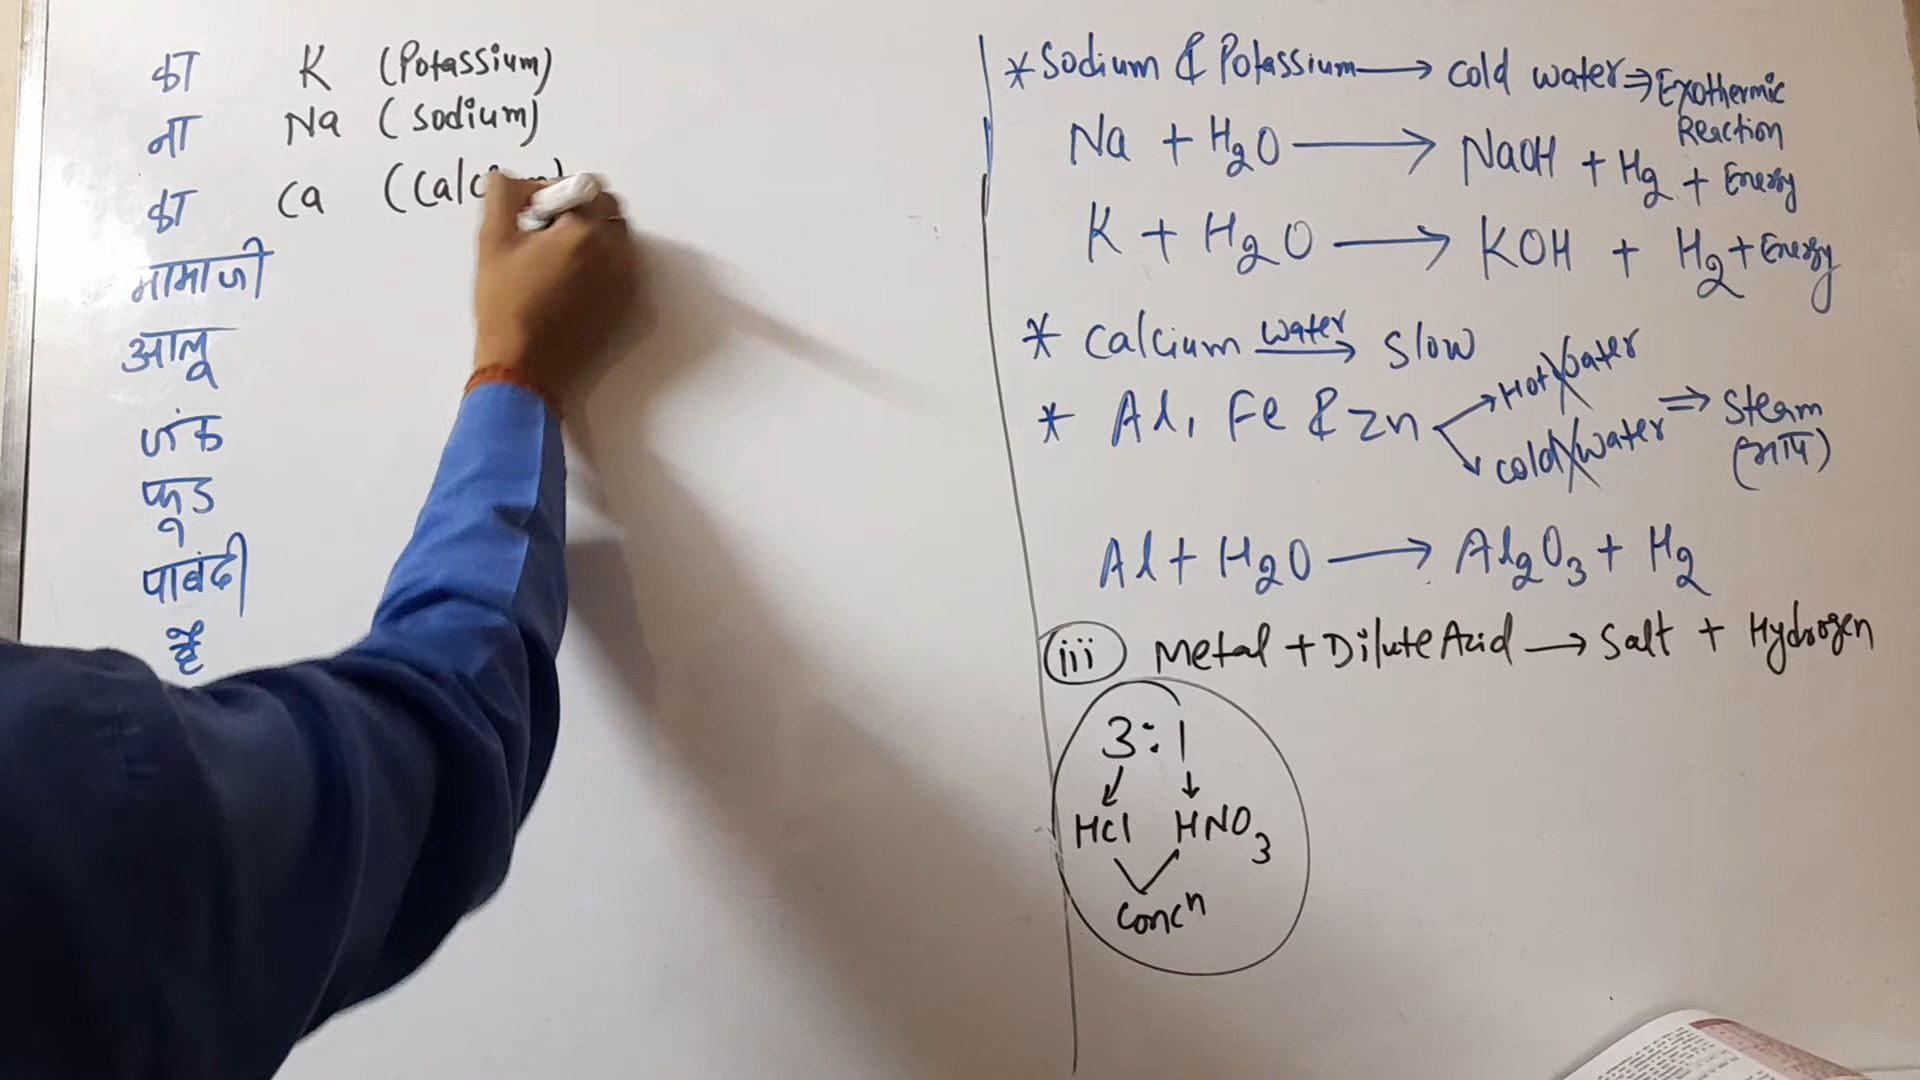 का K (Potassium)
ना Na (Sodium)
का Ca (Calcium)
मामाजी
आलू
जंक
फूड
पाबंदी
है
* Sodium & Potassium → cold water ⇒ Exothermic Reaction
Na + H2O → NaOH + H2 + Energy
K + H2O → KOH + H2 + Energy
* Calcium water→ Slow
* Al, Fe & Zn → Hot water ⇒ Steam
→ cold water (भाप)
Al + H2O → Al2O3 + H2
(iii) Metal + Dilute Acid → Salt + Hydrogen
3:1
↓ ↓
HCl HNO3
Concn